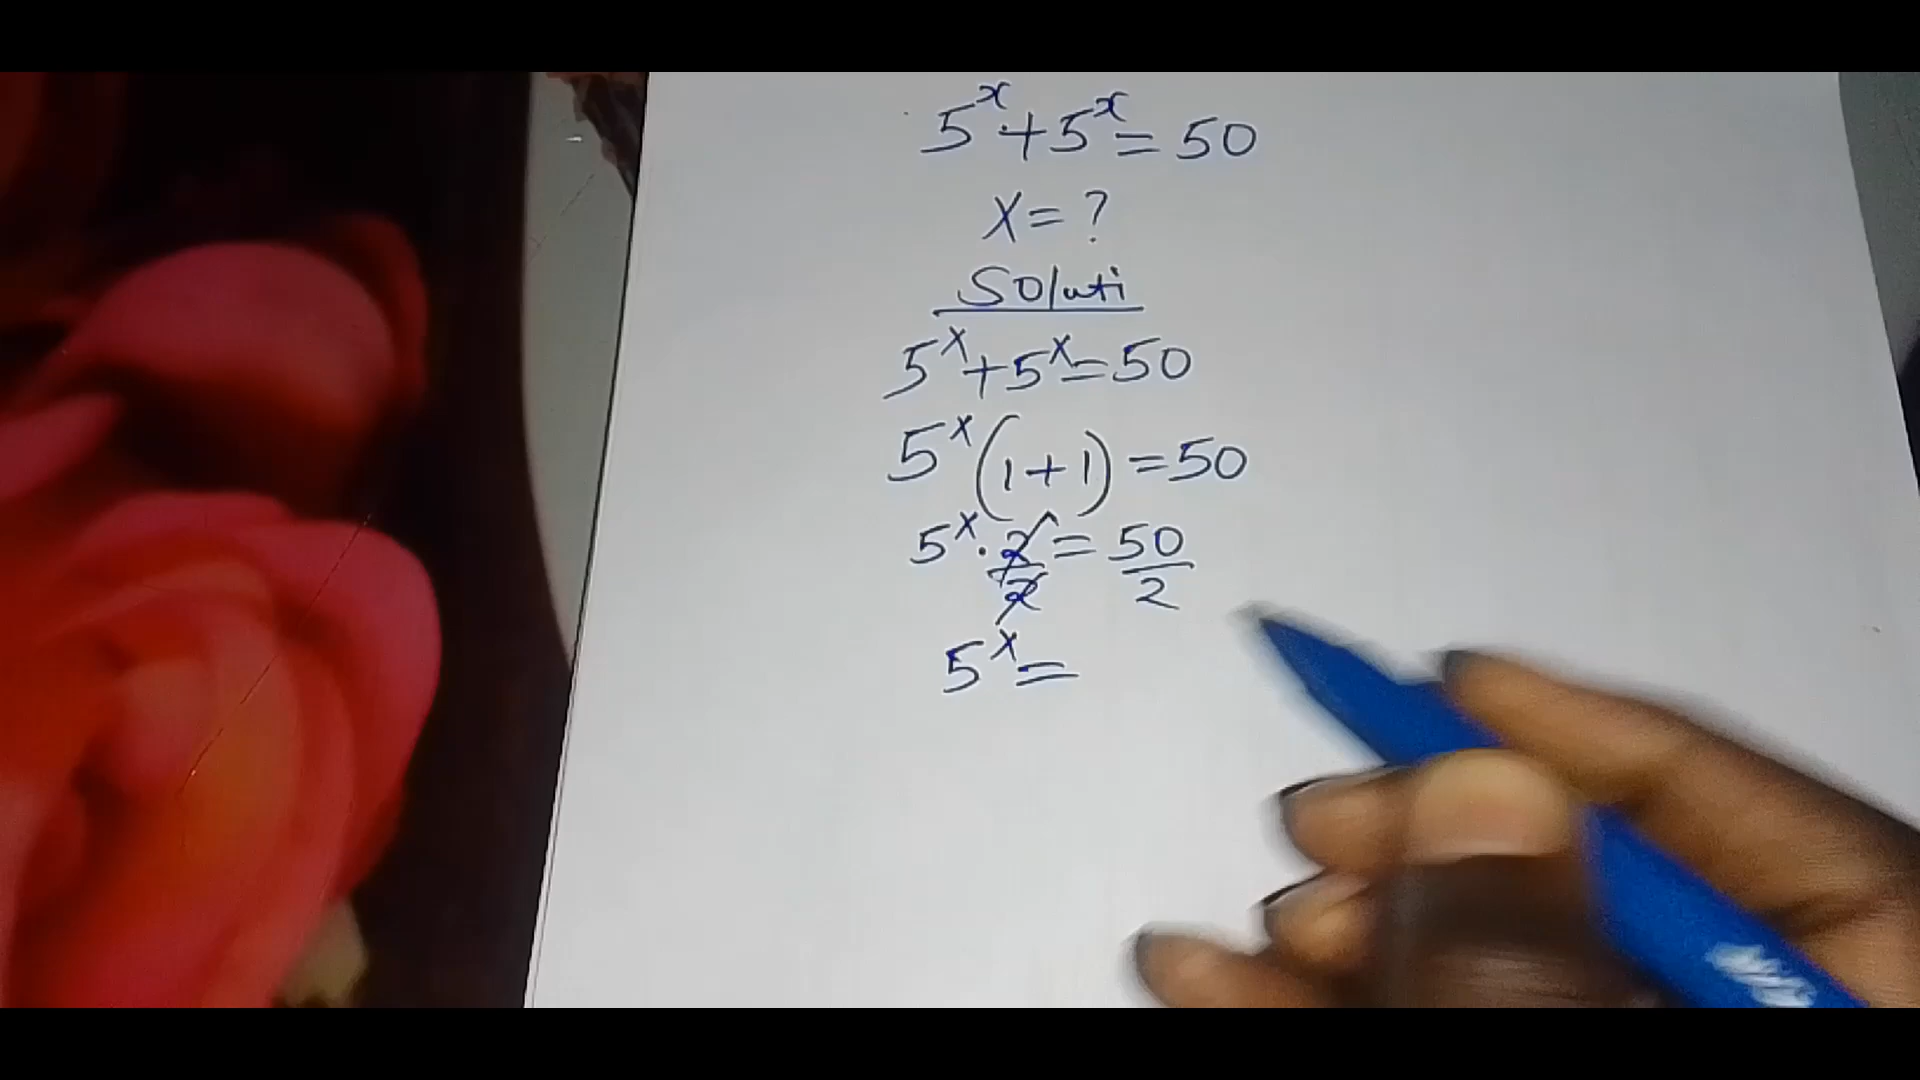 5^x + 5^x = 50
x = ?
Soluti
5^x + 5^x = 50
5^x (1 + 1) = 50
5^x · 2/2 = 50/2
5^x =